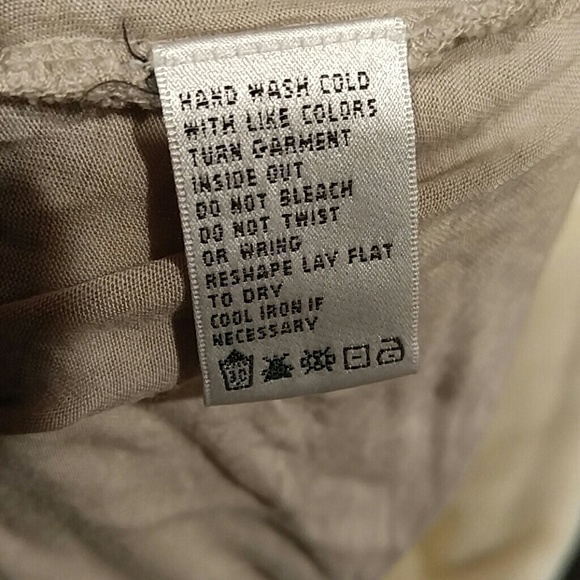 HAND WASH COLD
WITH LIKE COLORS
TURN GARMENT
INSIDE OUT
DO NOT BLEACH
DO NOT TWIST
OR WRING
RESHAPE LAY FLAT
TO DRY
COOL IRON IF
NECESSARY
30